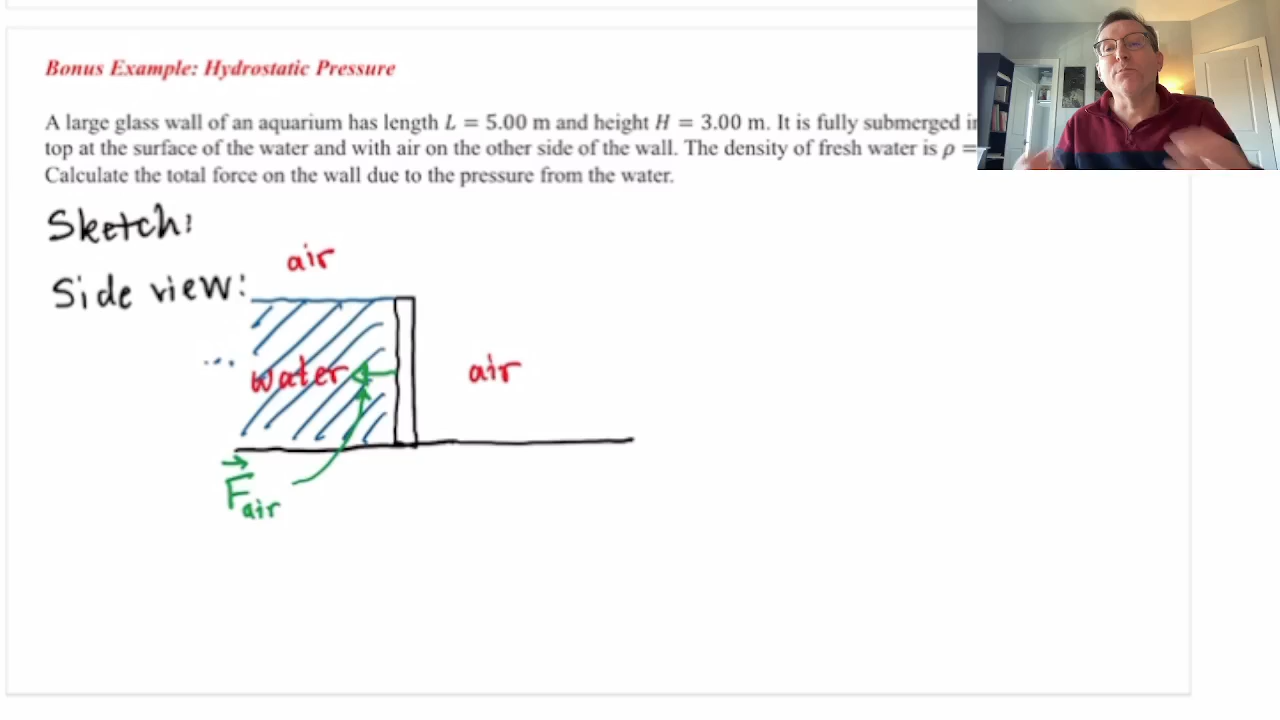 Bonus Example: Hydrostatic Pressure
A large glass wall of an aquarium has length L = 5.00 m and height H = 3.00 m. It is fully submerged
top at the surface of the water and with air on the other side of the wall. The density of fresh water is ρ =
Calculate the total force on the wall due to the pressure from the water.
Sketch:
air
Side view:
...
water
air
F air